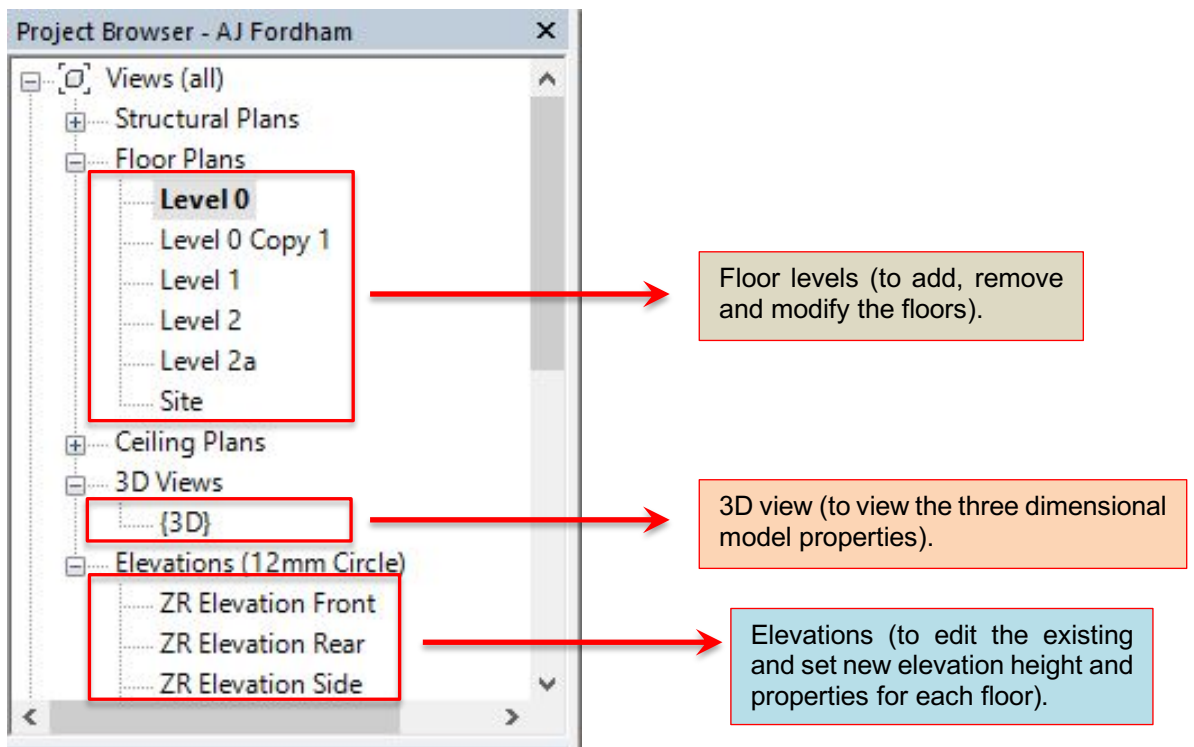 Project Browser - AJ Fordham
Views (all)
Structural Plans
Floor Plans
Level 0
Level 0 Copy 1
Level 1
Level 2
Level 2a
Site
Ceiling Plans
3D Views
{3D}
Elevations (12mm Circle)
ZR Elevation Front
ZR Elevation Rear
ZR Elevation Side
Floor levels (to add, remove
and modify the floors).
3D view (to view the three dimensional
model properties).
Elevations (to edit the existing
and set new elevation height and
properties for each floor).